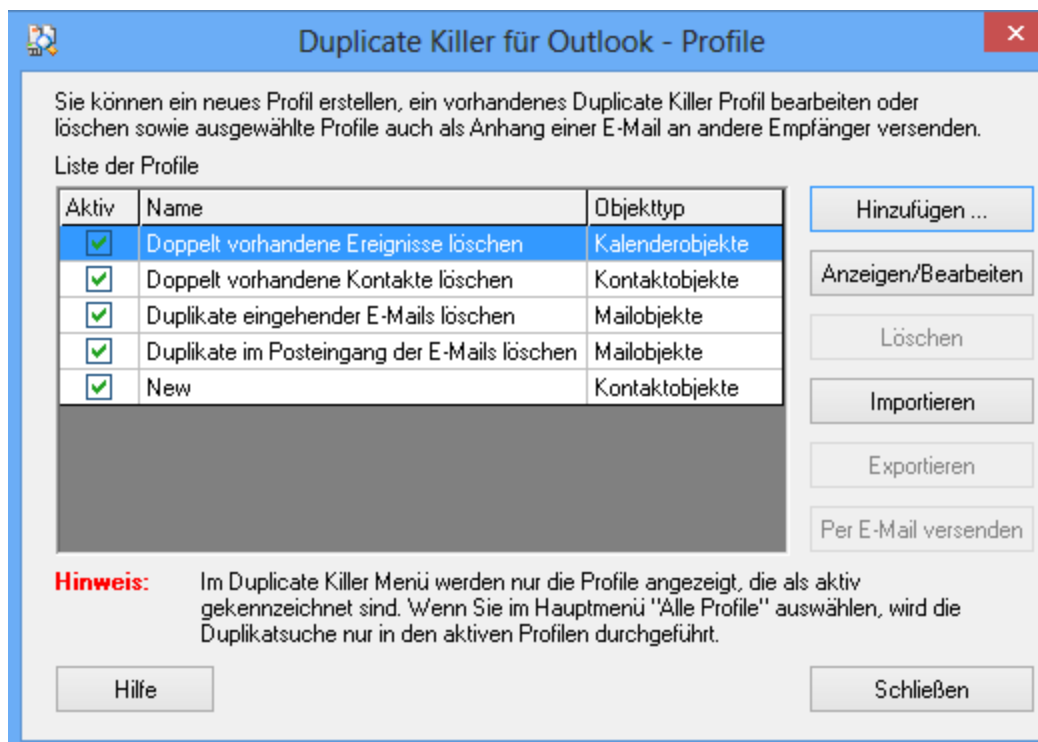 Duplicate Killer für Outlook - Profile
Sie können ein neues Profil erstellen, ein vorhandenes Duplicate Killer Profil bearbeiten oder
löschen sowie ausgewählte Profile auch als Anhang einer E-Mail an andere Empfänger versenden.
Liste der Profile
Aktiv Name Objekttyp
Doppelt vorhandene Ereignisse löschen Kalenderobjekte
Doppelt vorhandene Kontakte löschen Kontaktobjekte
Duplikate eingehender E-Mails löschen Mailobjekte
Duplikate im Posteingang der E-Mails löschen Mailobjekte
New Kontaktobjekte
Hinzufügen ...
Anzeigen/Bearbeiten
Löschen
Importieren
Exportieren
Per E-Mail versenden
Hinweis: Im Duplicate Killer Menü werden nur die Profile angezeigt, die als aktiv
gekennzeichnet sind. Wenn Sie im Hauptmenü "Alle Profile" auswählen, wird die
Duplikatsuche nur in den aktiven Profilen durchgeführt.
Hilfe
Schließen